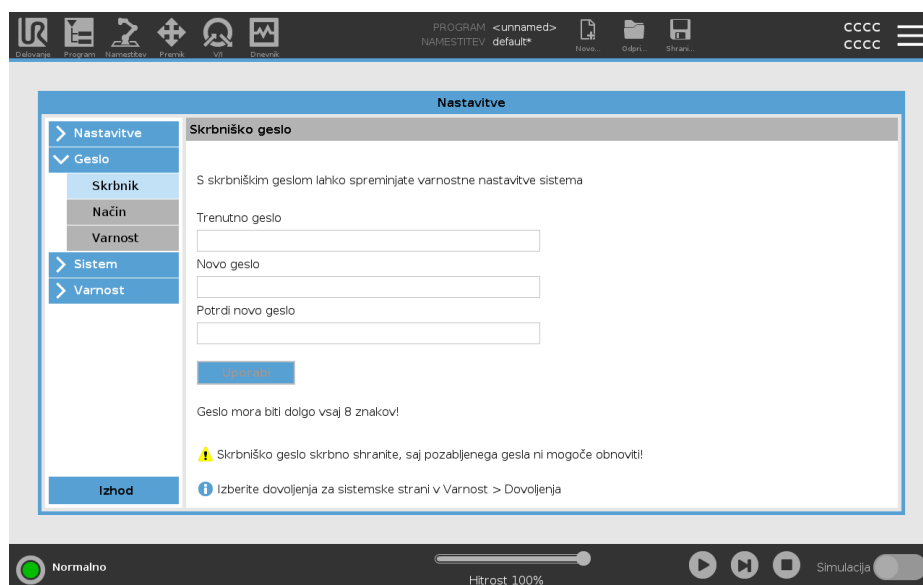 UR
PROGRAM <unnamed>
NAMESTITEV default*
Delovanje Program Namestitev Premik V/I Dnevnik Novo... Odpri... Shrani...
CCCC
CCCC
Nastavitve
Nastavitve
Geslo
Skrbnik
Način
Varnost
Sistem
Varnost
Izhod
Skrbniško geslo
S skrbniškim geslom lahko spreminjate varnostne nastavitve sistema
Trenutno geslo
Novo geslo
Potrdi novo geslo
Uporabi
Geslo mora biti dolgo vsaj 8 znakov!
Skrbniško geslo skrbno shranite, saj pozabljenega gesla ni mogoče obnoviti!
Izberite dovoljenja za sistemske strani v Varnost > Dovoljenja
Normalno
Hitrost 100%
Simulacija